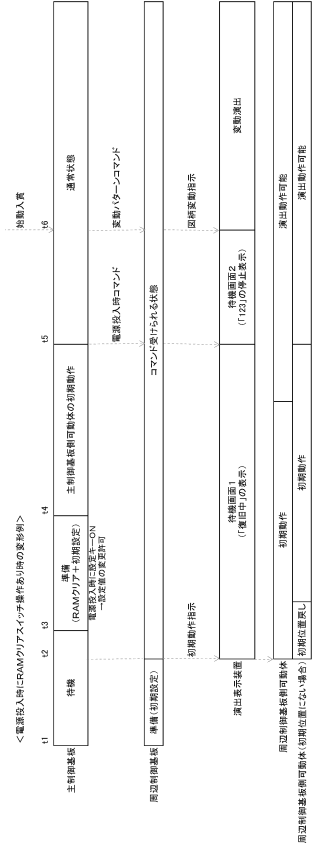 ＜電源投入時にRAMクリアスイッチ操作あり時の変形例＞
始動入賞
t1
t2
t3
t4
t5
t6
主制御基板
待機
準備
(RAMクリア＋初期設定)
主制御基板側可動体の初期動作
通常状態
電源投入時に設定キーON
→設定値の変更許可
電源投入時コマンド
変動パターンコマンド
周辺制御基板
準備(初期設定)
コマンド受けられる状態
初期動作指示
図柄変動指示
演出表示装置
待機画面1
(「復旧中」の表示)
待機画面2
(「123」の停止表示)
変動演出
周辺制御基板側可動体
初期動作
演出動作可能
周辺制御基板側可動体(初期位置にない場合)
初期位置戻し
初期動作
演出動作可能